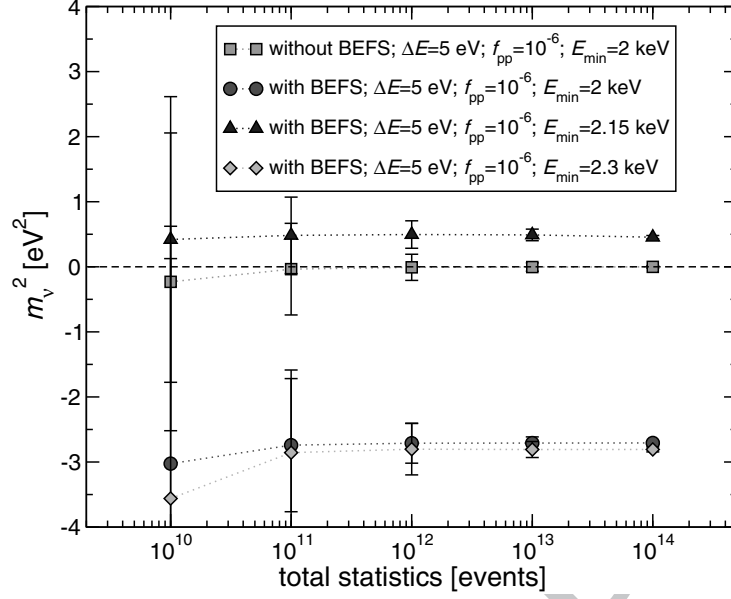 4
3
2
1
0
-1
-2
-3
-4
m_ν^2 [eV^2]
without BEFS; ΔE=5 eV; f_pp=10^-6; E_min=2 keV
with BEFS; ΔE=5 eV; f_pp=10^-6; E_min=2 keV
with BEFS; ΔE=5 eV; f_pp=10^-6; E_min=2.15 keV
with BEFS; ΔE=5 eV; f_pp=10^-6; E_min=2.3 keV
10^10 10^11 10^12 10^13 10^14
total statistics [events]